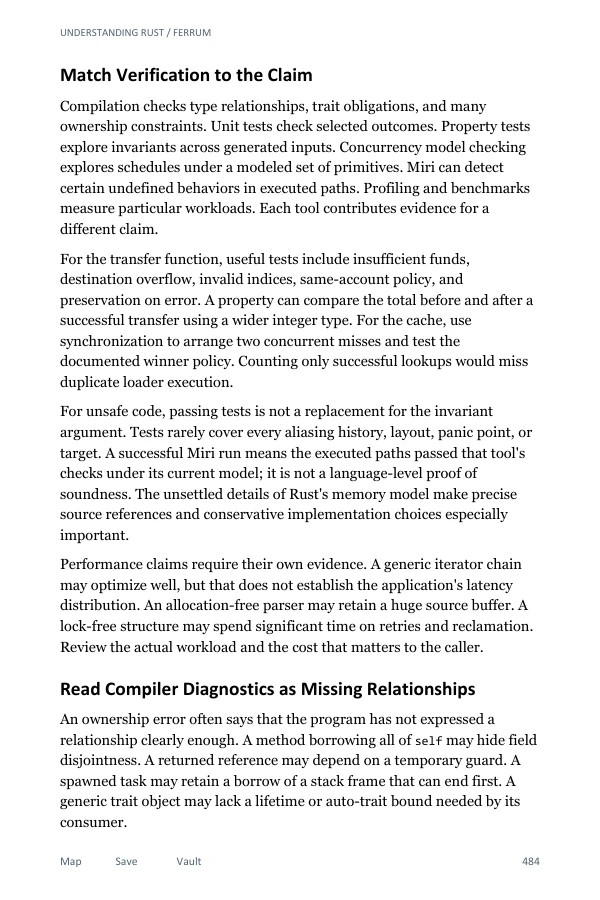 UNDERSTANDING RUST / FERRUM
Match Verification to the Claim
Compilation checks type relationships, trait obligations, and many
ownership constraints. Unit tests check selected outcomes. Property tests
explore invariants across generated inputs. Concurrency model checking
explores schedules under a modeled set of primitives. Miri can detect
certain undefined behaviors in executed paths. Profiling and benchmarks
measure particular workloads. Each tool contributes evidence for a
different claim.
For the transfer function, useful tests include insufficient funds,
destination overflow, invalid indices, same-account policy, and
preservation on error. A property can compare the total before and after a
successful transfer using a wider integer type. For the cache, use
synchronization to arrange two concurrent misses and test the
documented winner policy. Counting only successful lookups would miss
duplicate loader execution.
For unsafe code, passing tests is not a replacement for the invariant
argument. Tests rarely cover every aliasing history, layout, panic point, or
target. A successful Miri run means the executed paths passed that tool's
checks under its current model; it is not a language-level proof of
soundness. The unsettled details of Rust's memory model make precise
source references and conservative implementation choices especially
important.
Performance claims require their own evidence. A generic iterator chain
may optimize well, but that does not establish the application's latency
distribution. An allocation-free parser may retain a huge source buffer. A
lock-free structure may spend significant time on retries and reclamation.
Review the actual workload and the cost that matters to the caller.
Read Compiler Diagnostics as Missing Relationships
An ownership error often says that the program has not expressed a
relationship clearly enough. A method borrowing all of self may hide field
disjointness. A returned reference may depend on a temporary guard. A
spawned task may retain a borrow of a stack frame that can end first. A
generic trait object may lack a lifetime or auto-trait bound needed by its
consumer.
Map Save Vault 484